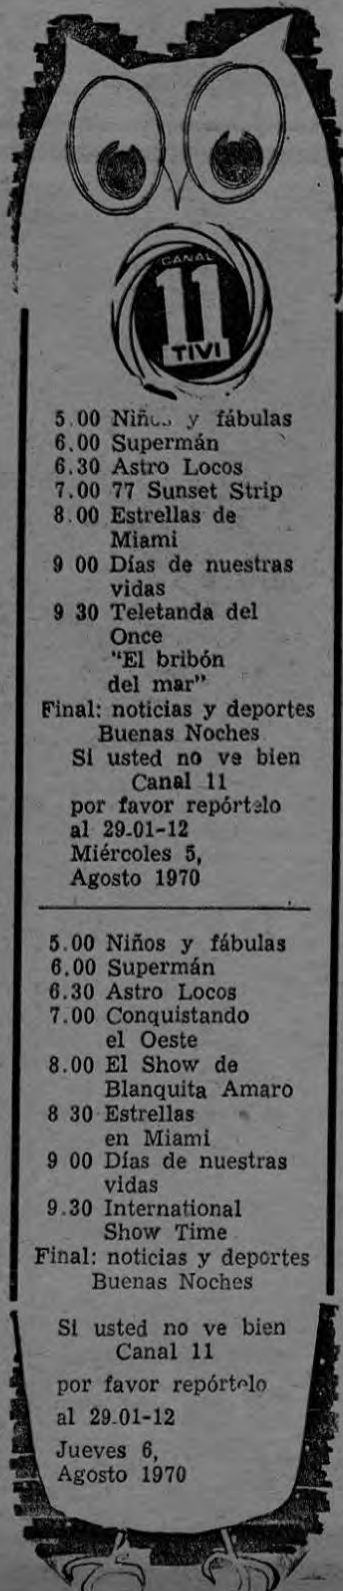 CANAL
11
TIVI
5.00 Niños y fábulas
6.00 Supermán
6.30 Astro Locos
7.00 77 Sunset Strip
8.00 Estrellas de
Miami
9 00 Días de nuestras
vidas
9 30 Teletanda del
Once
"El bribón
del mar"
Final: noticias y deportes
Buenas Noches
Si usted no ve bien
Canal 11
por favor repórtelo
al 29.01-12
Miércoles 5,
Agosto 1970
5.00 Niños y fábulas
6.00 Supermán
6.30 Astro Locos
7.00 Conquistando
el Oeste
8.00 El Show de
Blanquita Amaro
8 30 Estrellas
en Miami
9 00 Días de nuestras
vidas
9.30 International
Show Time
Final: noticias y deportes
Buenas Noches
Si usted no ve bien
Canal 11
por favor repórtelo
al 29.01-12
Jueves 6,
Agosto 1970